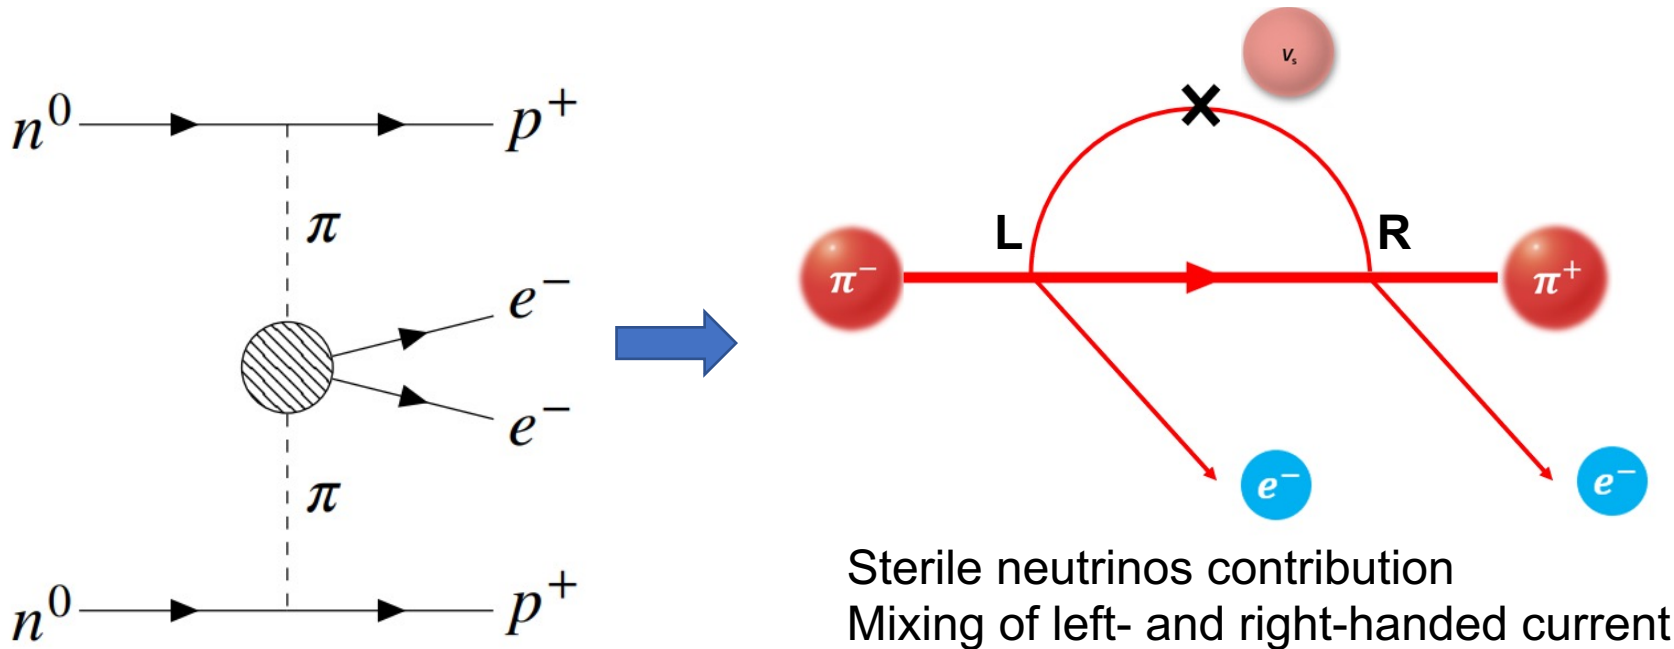 n⁰
p⁺
π
e⁻
e⁻
π
n⁰
p⁺
νₛ
L
R
π⁻
π⁺
e⁻
e⁻
Sterile neutrinos contribution
Mixing of left- and right-handed current